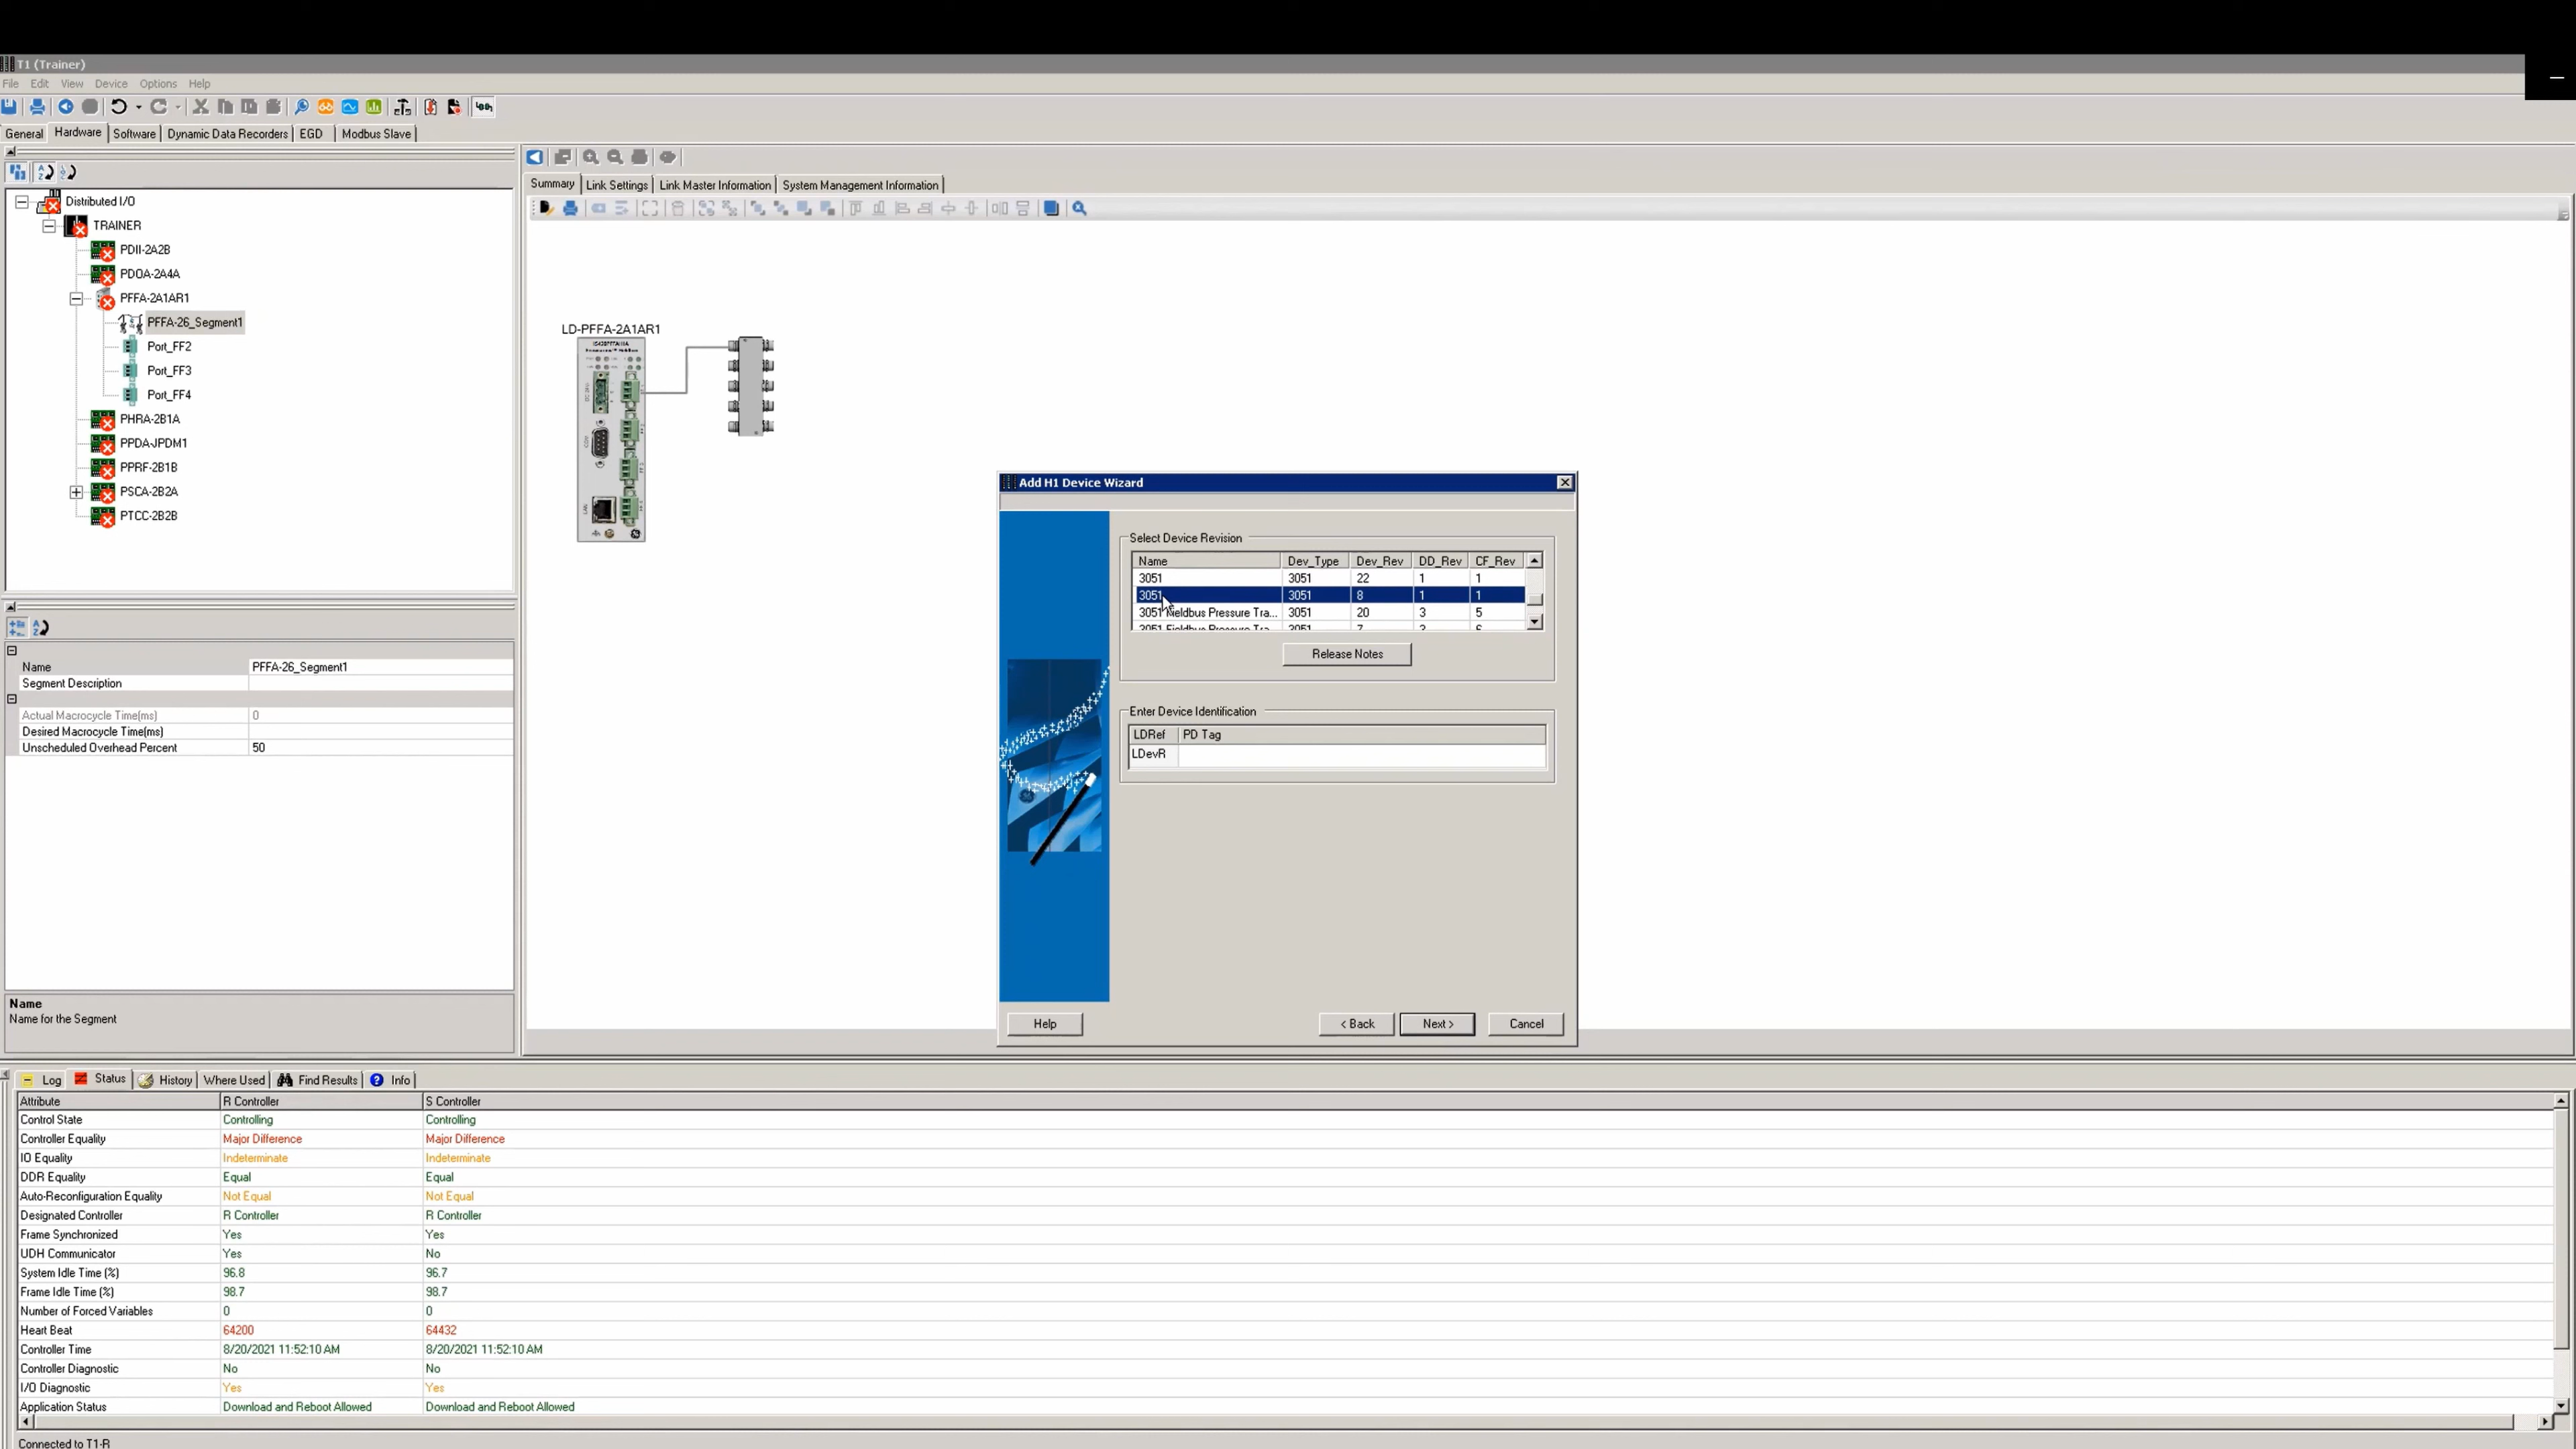 T1 (Trainer)
File Edit View Device Options Help
General Hardware Software Dynamic Data Recorders EGD Modbus Slave
Distributed I/O
TRAINER
PDII-2A2B
PDOA-2A4A
PFFA-2A1AR1
PFFA-26_Segment1
Port_FF2
Port_FF3
Port_FF4
PHRA-2B1A
PPDA-JPDM1
PPRF-2B1B
PSCA-2B2A
PTCC-2B2B
Name PFFA-26_Segment1
Segment Description
Actual Macrocycle Time(ms) 0
Desired Macrocycle Time(ms)
Unscheduled Overhead Percent 50
Name
Name for the Segment
Summary Link Settings Link Master Information System Management Information
LD-PFFA-2A1AR1
Add H1 Device Wizard
Select Device Revision
Name Dev_Type Dev_Rev DD_Rev CF_Rev
3051 3051 22 1 1
3051 3051 8 1 1
3051 Fieldbus Pressure Tra... 3051 20 3 5
3051 Fieldbus Pressure Tra... 3051 7
Release Notes
Enter Device Identification
LDRef PD Tag
LDevR
Help < Back Next > Cancel
Log Status History Where Used Find Results Info
Attribute R Controller S Controller
Control State Controlling Controlling
Controller Equality Major Difference Major Difference
IO Equality Indeterminate Indeterminate
DDR Equality Equal Equal
Auto-Reconfiguration Equality Not Equal Not Equal
Designated Controller R Controller R Controller
Frame Synchronized Yes Yes
UDH Communicator Yes No
System Idle Time (%) 96.8 96.7
Frame Idle Time (%) 98.7 98.7
Number of Forced Variables 0 0
Heart Beat 64200 64432
Controller Time 8/20/2021 11:52:10 AM 8/20/2021 11:52:10 AM
Controller Diagnostic No No
I/O Diagnostic Yes Yes
Application Status Download and Reboot Allowed Download and Reboot Allowed
Connected to T1-R